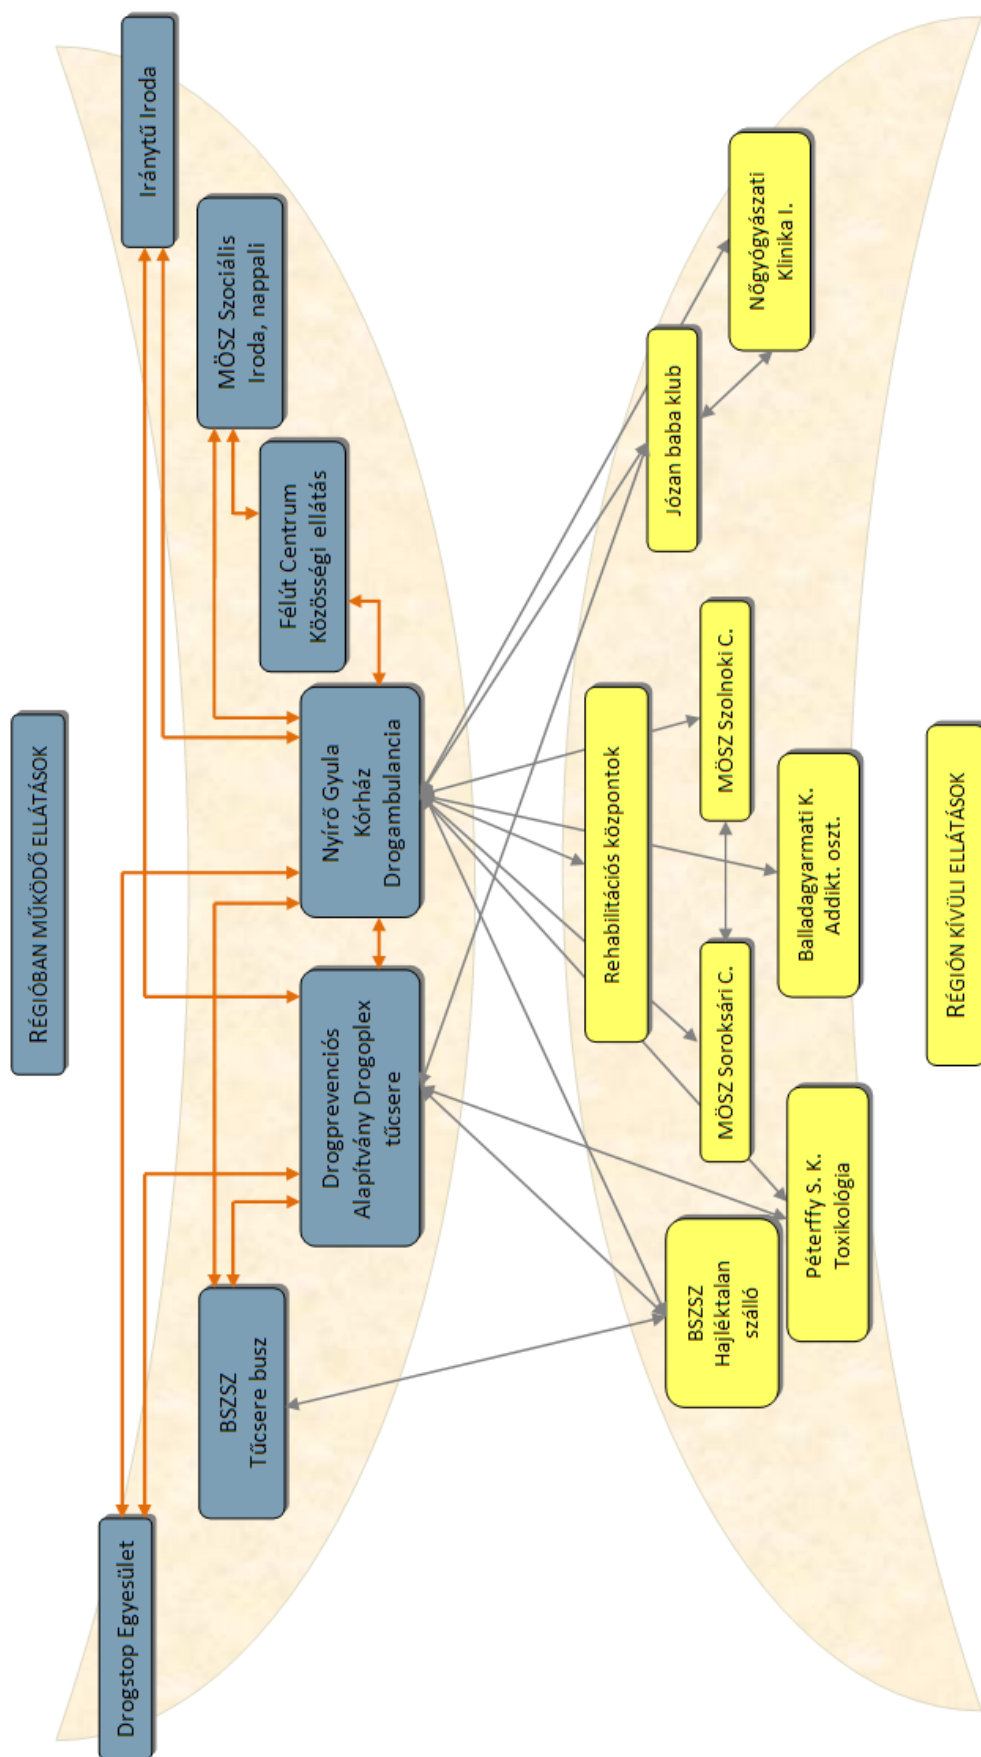 RÉGIÓBAN MŰKÖDŐ ELLÁTÁSOK
Drogstop Egyesület
Iránytű Iroda
BSZSZ
Tűcsere busz
MÖSZ Szociális
Iroda, nappali
Félút Centrum
Közösségi ellátás
Drogprevenciós
Alapítvány Drogoplex
tűcsere
Nyírő Gyula
Kórház
Drogambulancia
Rehabilitációs központok
Józan baba klub
BSZSZ
Hajléktalan
szálló
MÖSZ Soroksári C.
MÖSZ Szolnoki C.
Nőgyógyászati
Klinika I.
Péterffy S. K.
Toxikológia
Balladagyarmati K.
Addikt. oszt.
RÉGIÓN KÍVÜLI ELLÁTÁSOK